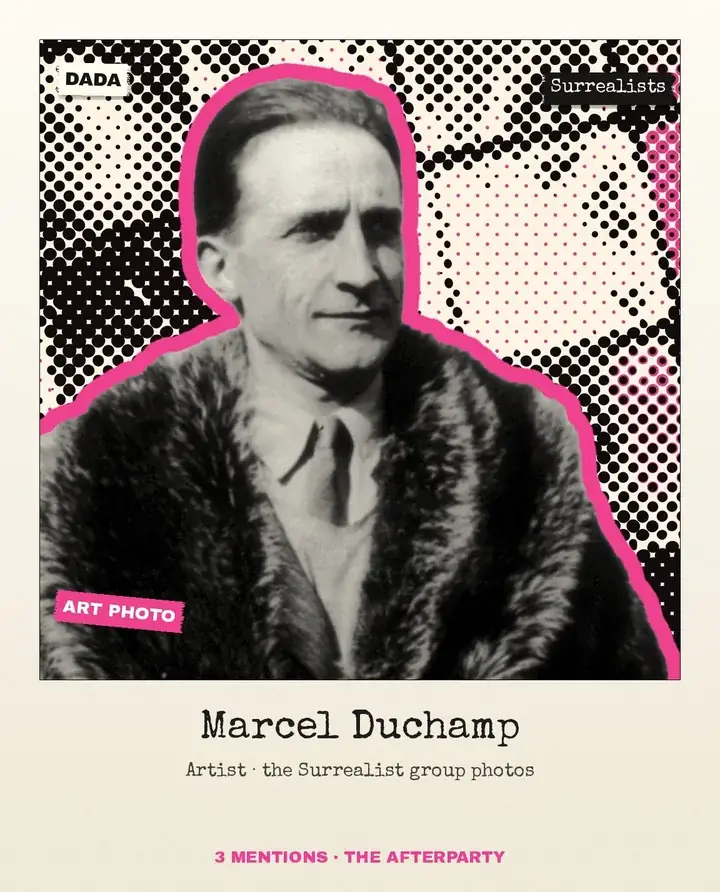 DADA
Surrealists
ART PHOTO
Marcel Duchamp
Artist · the Surrealist group photos
3 MENTIONS · THE AFTERPARTY